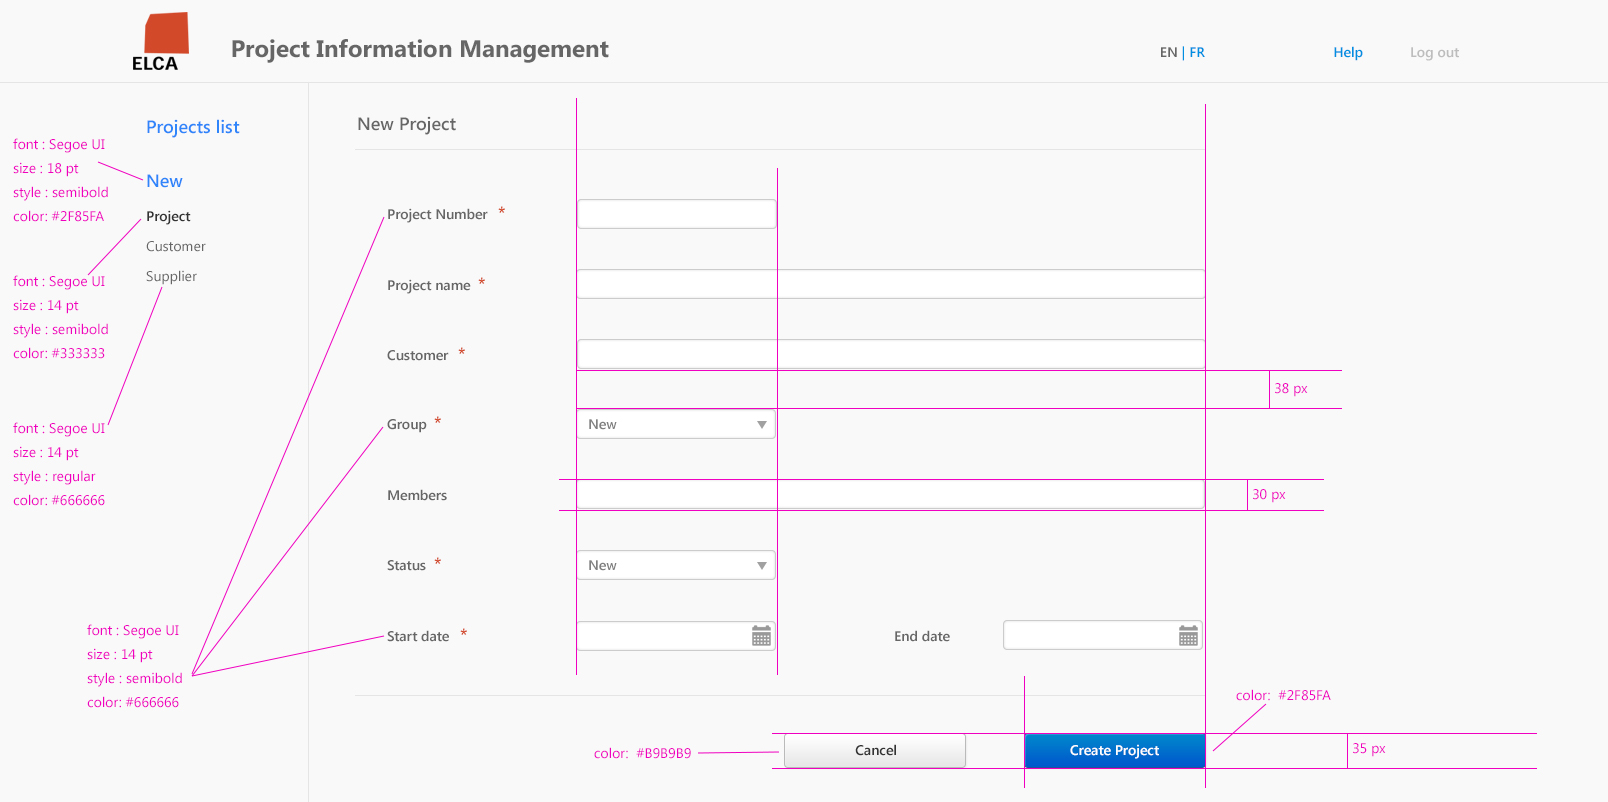 ELCA
Project Information Management
EN | FR
Help
Log out
Projects list
New
Project
Customer
Supplier
font : Segoe UI
size : 18 pt
style : semibold
color: #2F85FA
font : Segoe UI
size : 14 pt
style : semibold
color: #333333
font : Segoe UI
size : 14 pt
style : regular
color: #666666
font : Segoe UI
size : 14 pt
style : semibold
color: #666666
New Project
Project Number *
Project name *
Customer *
38 px
Group *
New
Members
30 px
Status *
New
Start date *
End date
color: #2F85FA
color: #B9B9B9
Cancel
Create Project
35 px